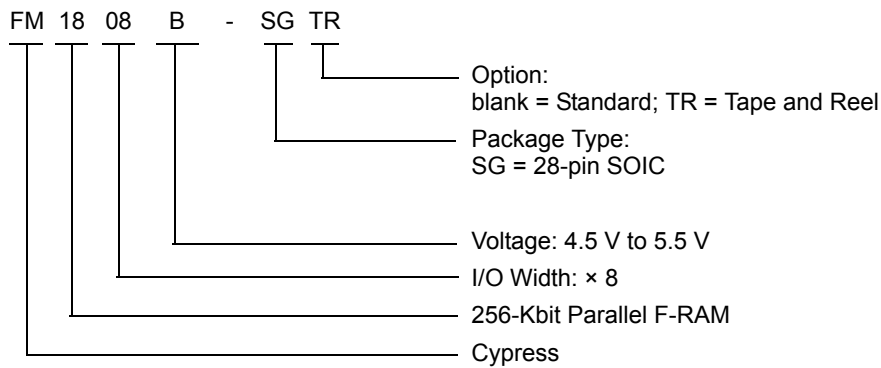 FM 18 08 B - SG TR
Option:
blank = Standard; TR = Tape and Reel
Package Type:
SG = 28-pin SOIC
Voltage: 4.5 V to 5.5 V
I/O Width: × 8
256-Kbit Parallel F-RAM
Cypress